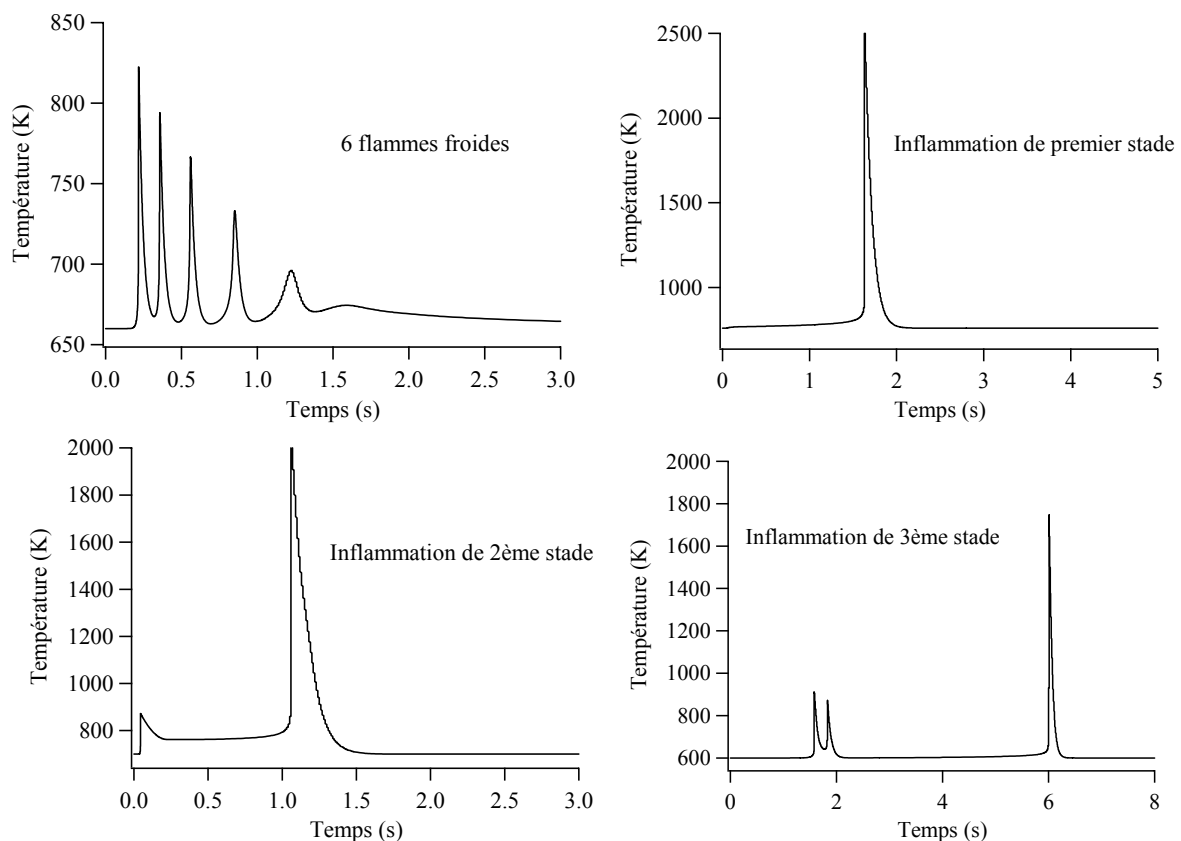 850
800
750
700
650
Température (K)
6 flammes froides
0.0 0.5 1.0 1.5 2.0 2.5 3.0
Temps (s)
2500
2000
1500
1000
Température (K)
Inflammation de premier stade
0 1 2 3 4 5
Temps (s)
2000
1800
1600
1400
1200
1000
800
Température (K)
Inflammation de 2ème stade
0.0 0.5 1.0 1.5 2.0 2.5 3.0
Temps (s)
2000
1800
1600
1400
1200
1000
800
600
Température (K)
Inflammation de 3ème stade
0 2 4 6 8
Temps (s)